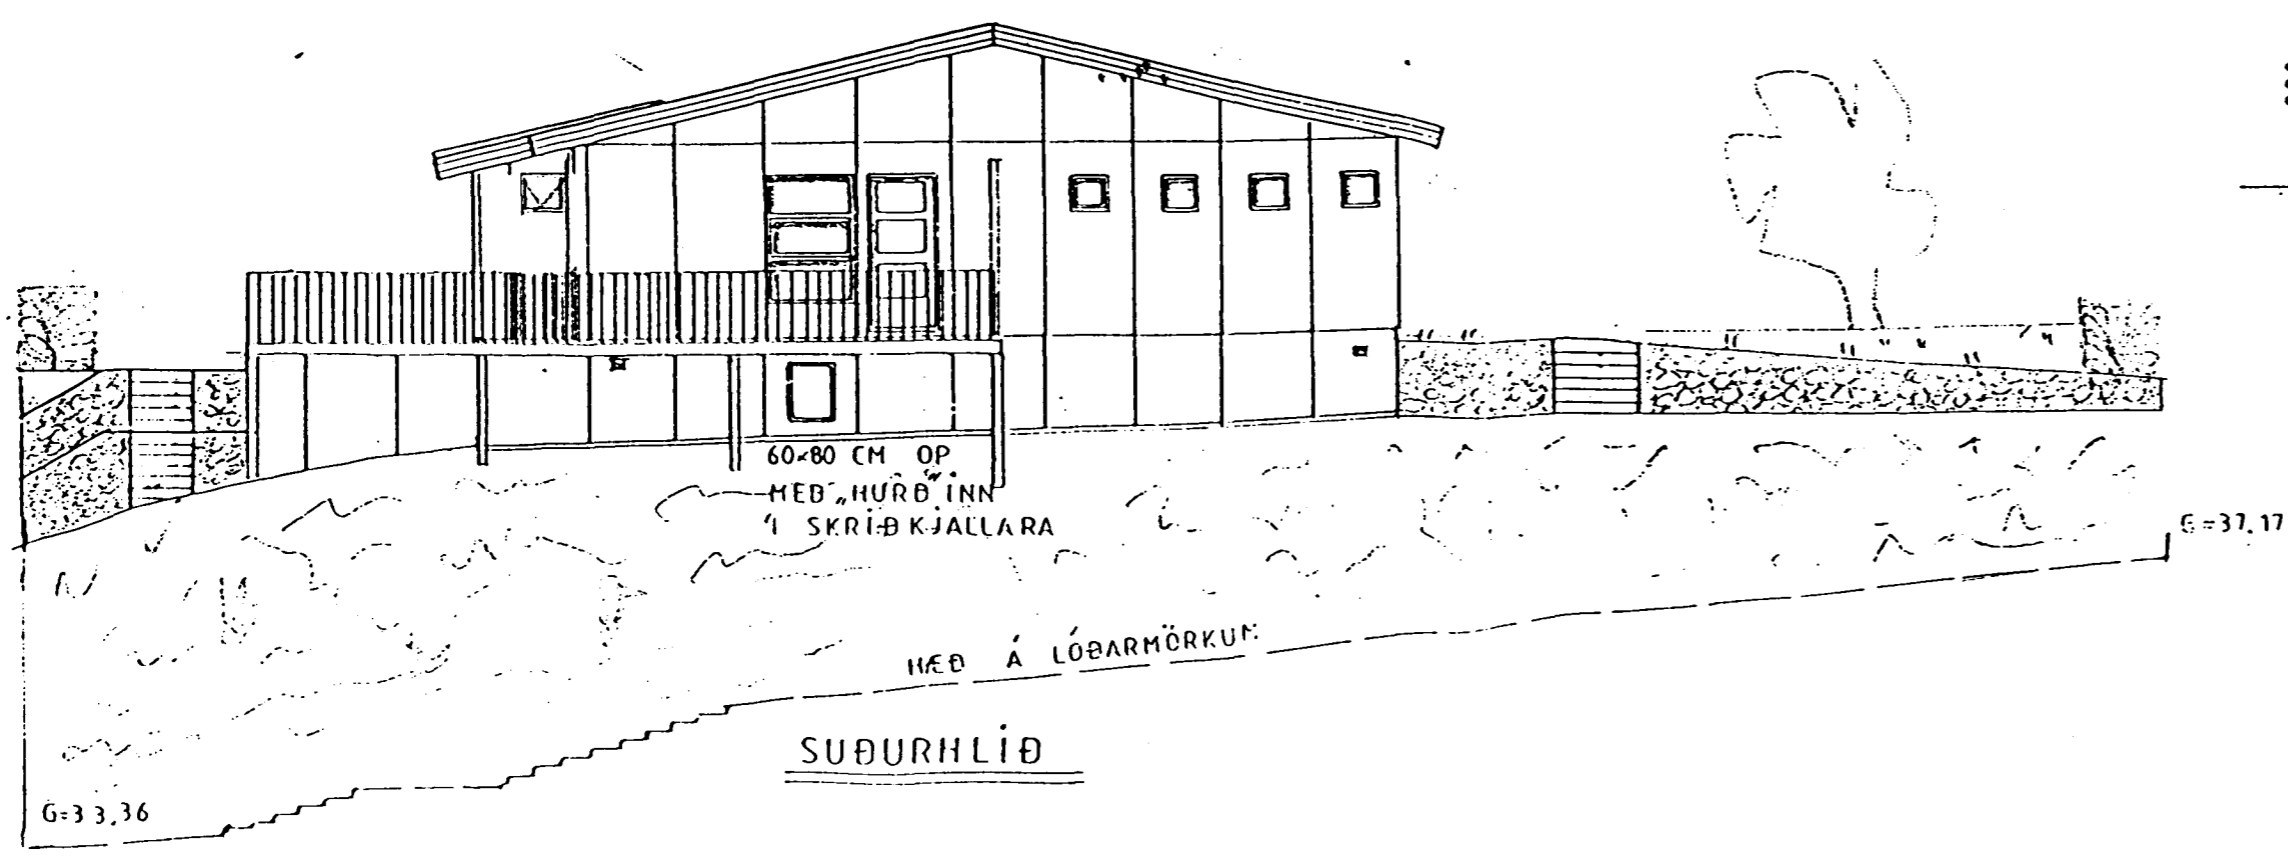 60×80 CM OP
MEÐ „HURÐ" INN
Í SKRIÐKJALLARA
G=37.17
HÆÐ Á LÓÐARMÖRKUM
SUÐURHLIÐ
G=33.36